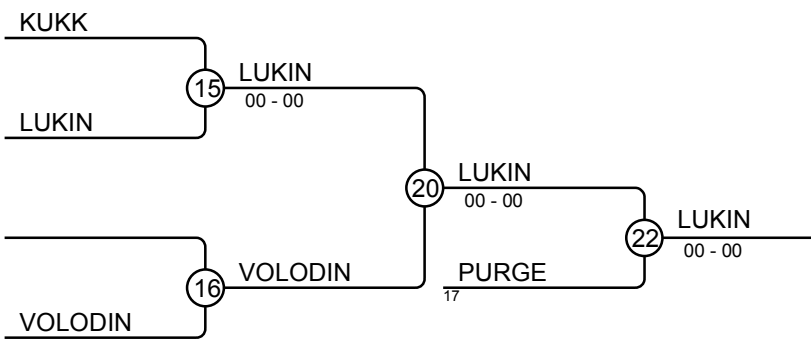 KUKK
15
LUKIN
00 - 00
LUKIN
20
LUKIN
00 - 00
22
LUKIN
00 - 00
16
VOLODIN
PURGE
17
VOLODIN